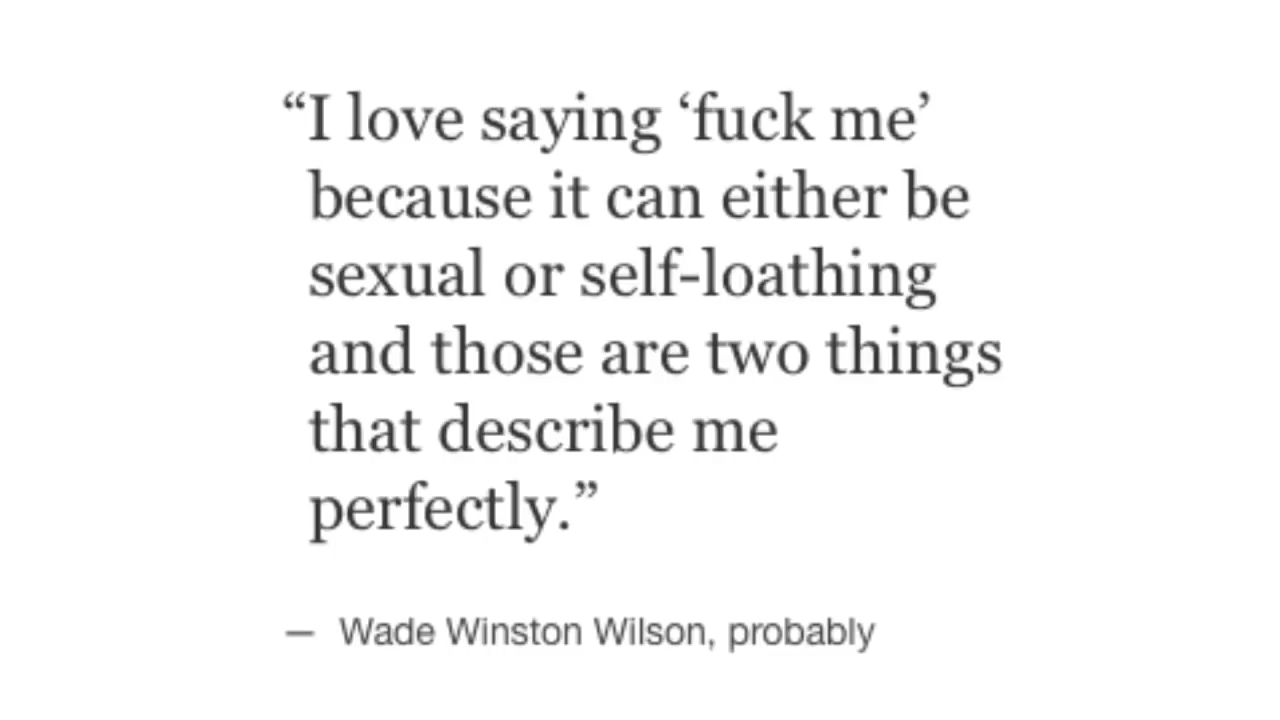 “I love saying ‘fuck me’
because it can either be
sexual or self-loathing
and those are two things
that describe me
perfectly.”
— Wade Winston Wilson, probably